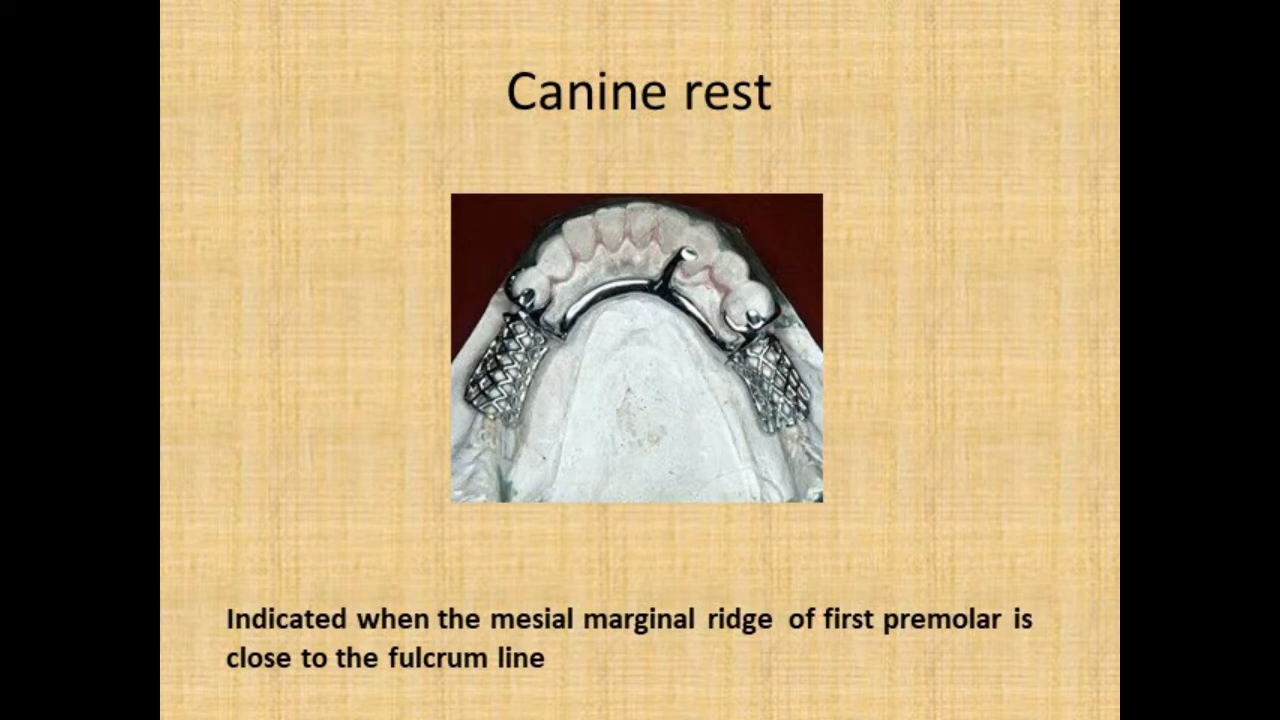 Canine rest
Indicated when the mesial marginal ridge of first premolar is
close to the fulcrum line